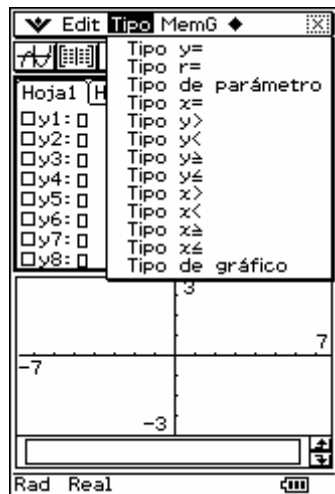 Edit Tipo MemG
Tipo y=
Tipo r=
Tipo de parámetro
Tipo x=
Tipo y>
Tipo y<
Tipo y≥
Tipo y≤
Tipo x>
Tipo x<
Tipo x≥
Tipo x≤
Tipo de gráfico
Hoja1 H
y1:
y2:
y3:
y4:
y5:
y6:
y7:
y8:
3
7
-7
-3
Rad Real